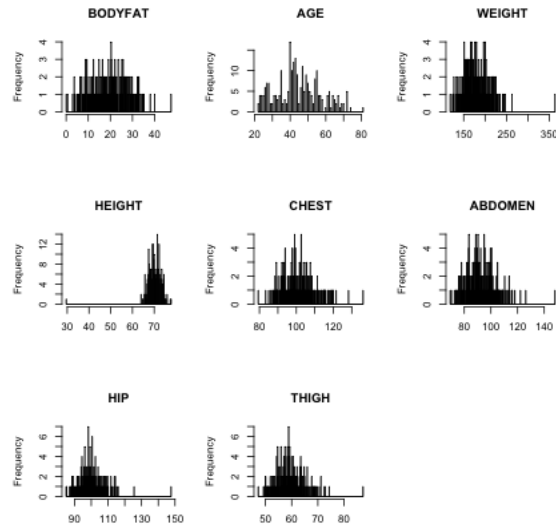 BODYFAT
Frequency
0 1 2 3 4
0 10 20 30 40
AGE
Frequency
0 5 10
20 30 40 50 60 70 80
WEIGHT
Frequency
0 1 2 3 4
150 250 350
HEIGHT
Frequency
0 4 8 12
30 40 50 60 70
CHEST
Frequency
0 2 4
80 100 120
ABDOMEN
Frequency
0 2 4
80 100 120 140
HIP
Frequency
0 2 4 6
90 110 130 150
THIGH
Frequency
0 2 4 6
50 60 70 80